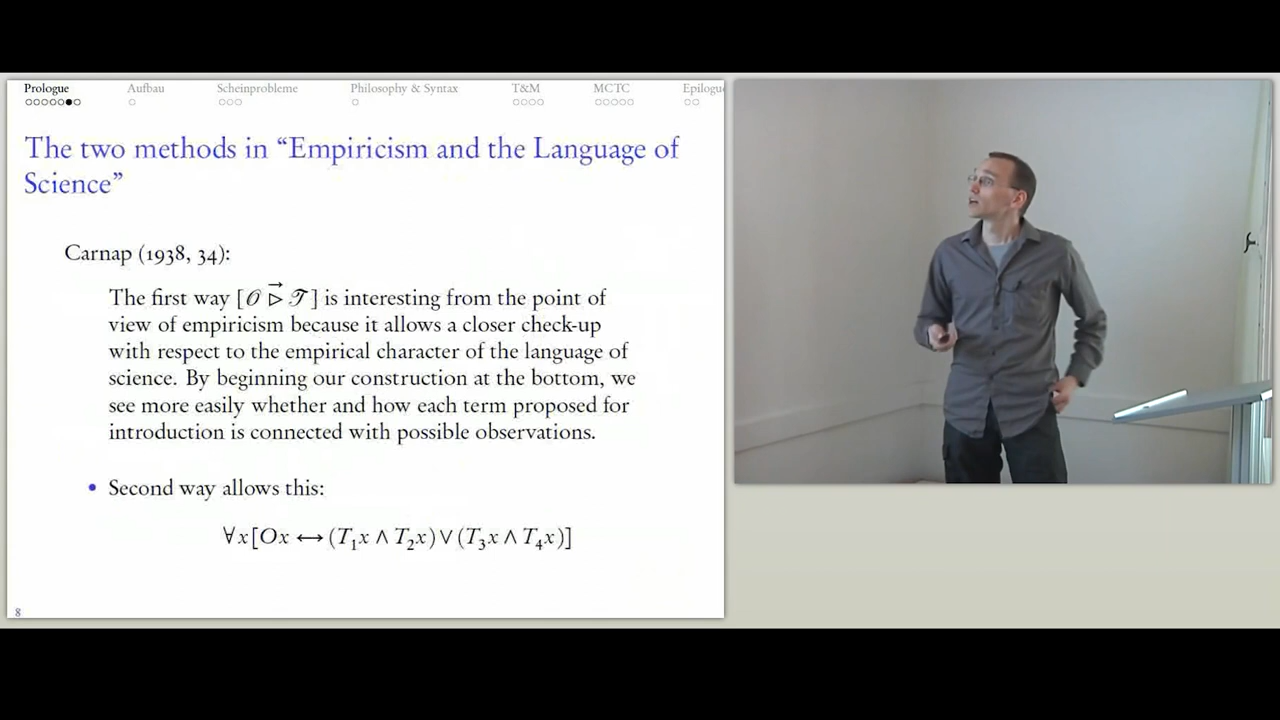 Prologue Aufbau Scheinprobleme Philosophy & Syntax T&M MCTC Epilogu
The two methods in “Empiricism and the Language of
Science”
Carnap (1938, 34):
The first way [𝒪 ▷⃗ 𝒯] is interesting from the point of
view of empiricism because it allows a closer check-up
with respect to the empirical character of the language of
science. By beginning our construction at the bottom, we
see more easily whether and how each term proposed for
introduction is connected with possible observations.
• Second way allows this:
∀x[Ox ↔ (T₁x ∧ T₂x) ∨ (T₃x ∧ T₄x)]
8